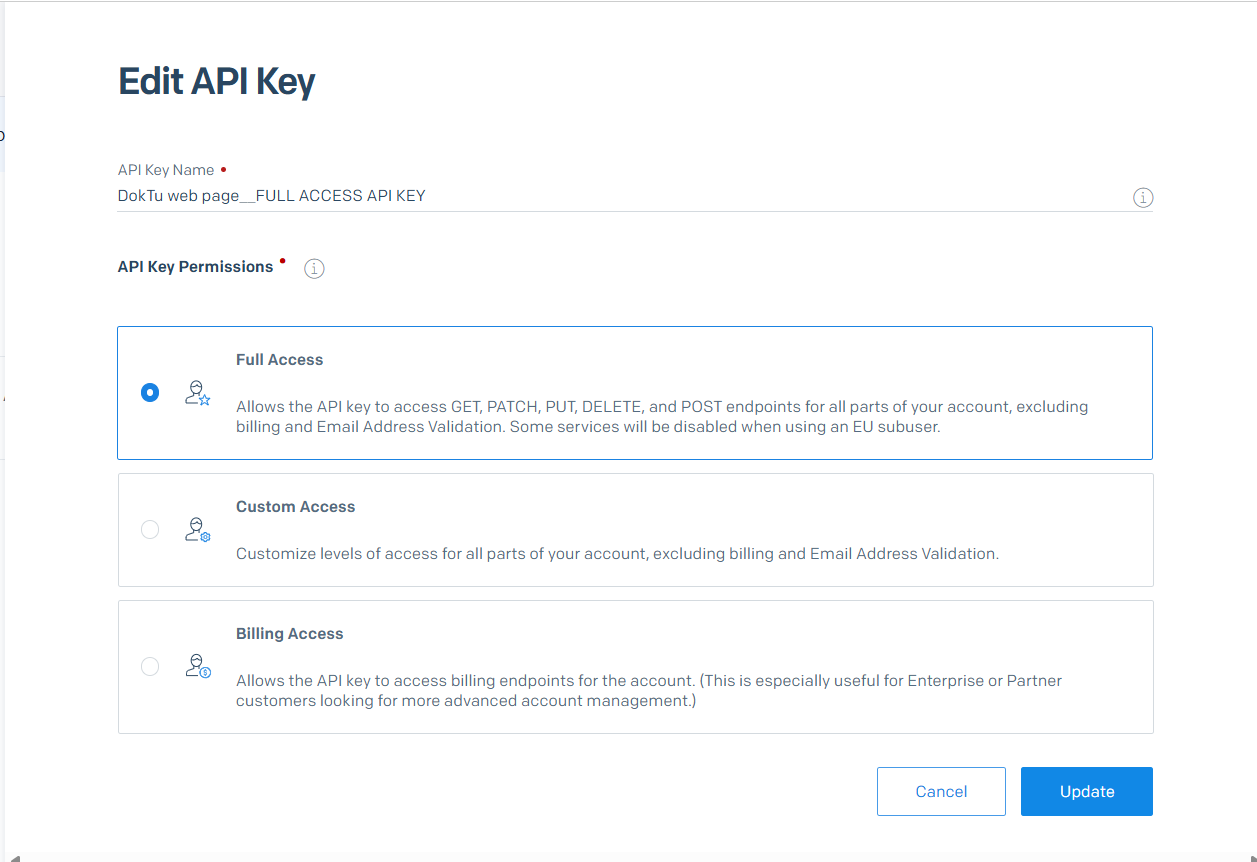 Edit API Key
API Key Name •
DokTu web page__FULL ACCESS API KEY
API Key Permissions •
Full Access
Allows the API key to access GET, PATCH, PUT, DELETE, and POST endpoints for all parts of your account, excluding
billing and Email Address Validation. Some services will be disabled when using an EU subuser.
Custom Access
Customize levels of access for all parts of your account, excluding billing and Email Address Validation.
Billing Access
Allows the API key to access billing endpoints for the account. (This is especially useful for Enterprise or Partner
customers looking for more advanced account management.)
Cancel
Update